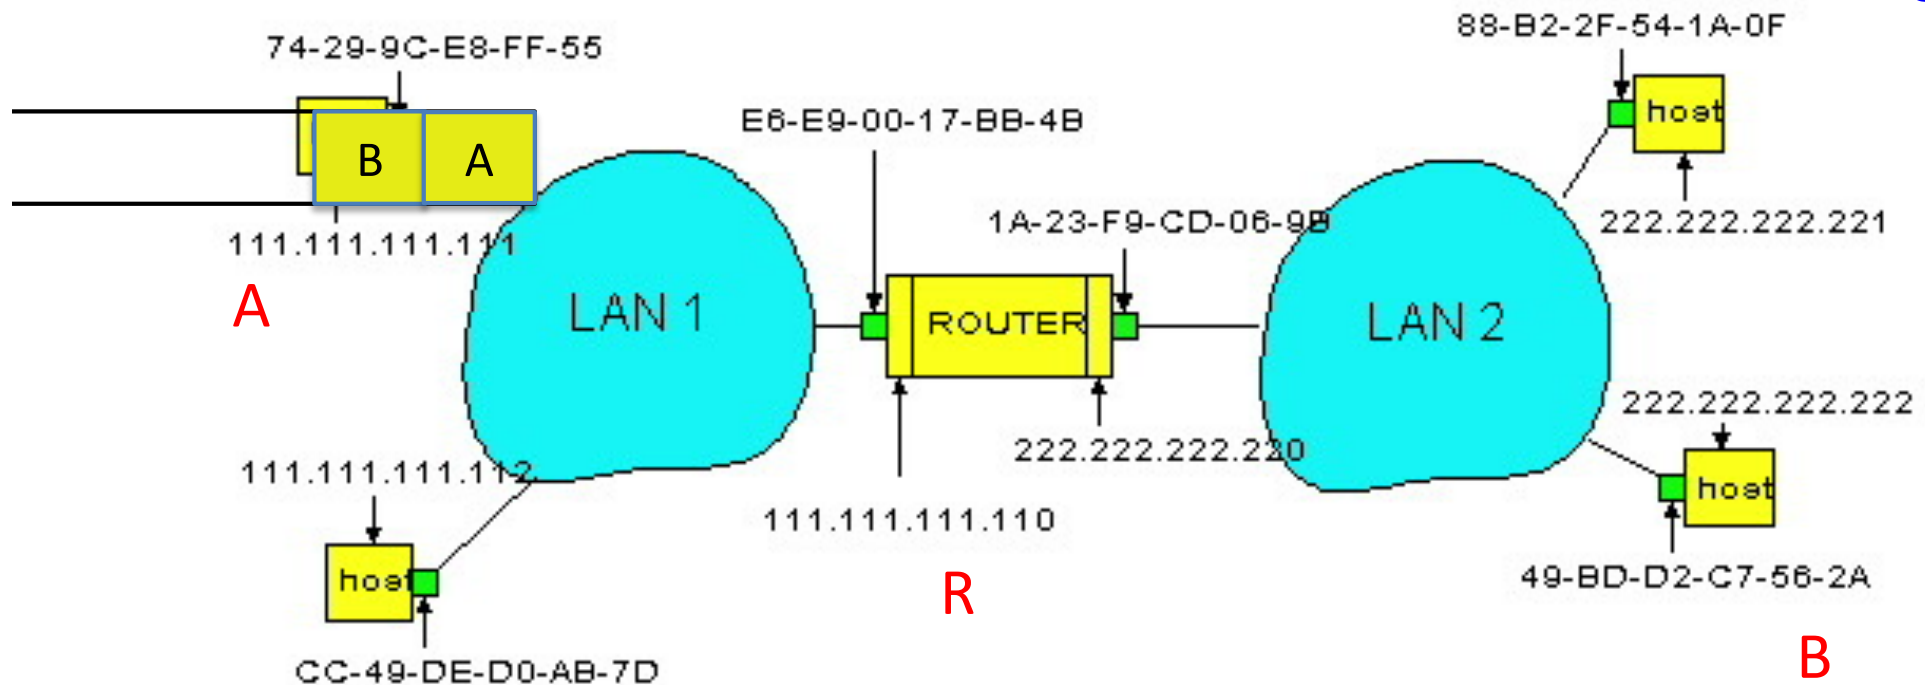 88-B2-2F-54-1A-0F
74-29-9C-E8-FF-55
host
E6-E9-00-17-BB-4B
B A
222.222.222.221
1A-23-F9-CD-06-9B
111.111.111.111
A
LAN 1
ROUTER
LAN 2
222.222.222.222
222.222.222.220
111.111.111.112
host
111.111.111.110
49-BD-D2-C7-56-2A
host
R
B
CC-49-DE-D0-AB-7D